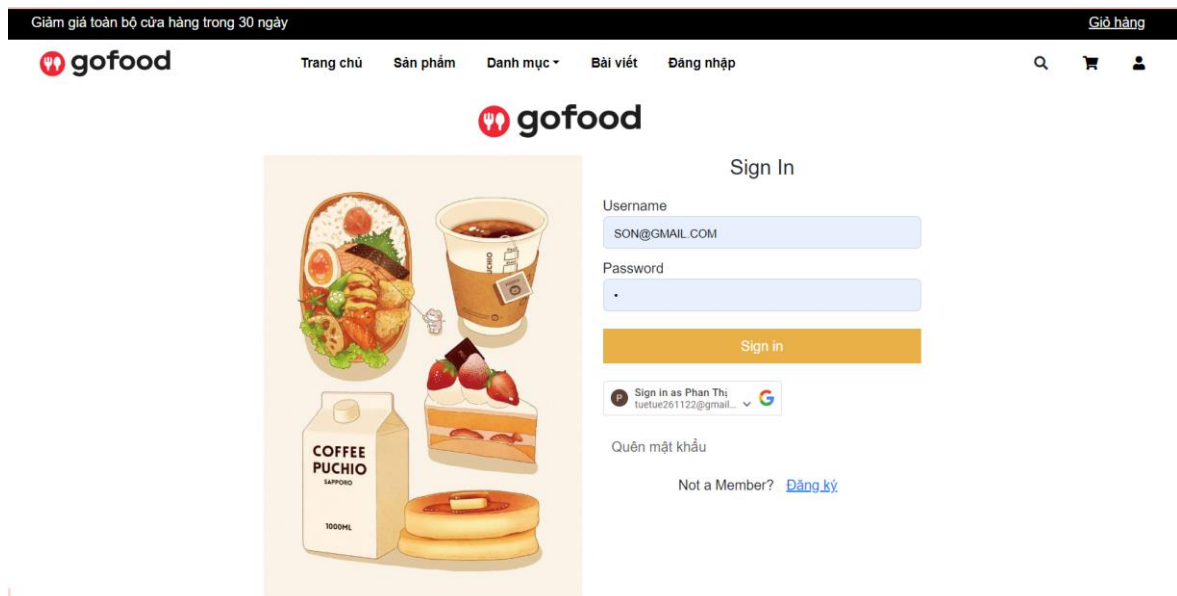 Giảm giá toàn bộ cửa hàng trong 30 ngày Giỏ hàng
gofood Trang chủ Sản phẩm Danh mục Bài viết Đăng nhập
gofood
Sign In
Username
SON@GMAIL.COM
Password
Sign in
P Sign in as Phan Thị
tuetue261122@gmail...
Quên mật khẩu
Not a Member? Đăng ký
COFFEE
PUCHIO
SAPPORO
1000ML